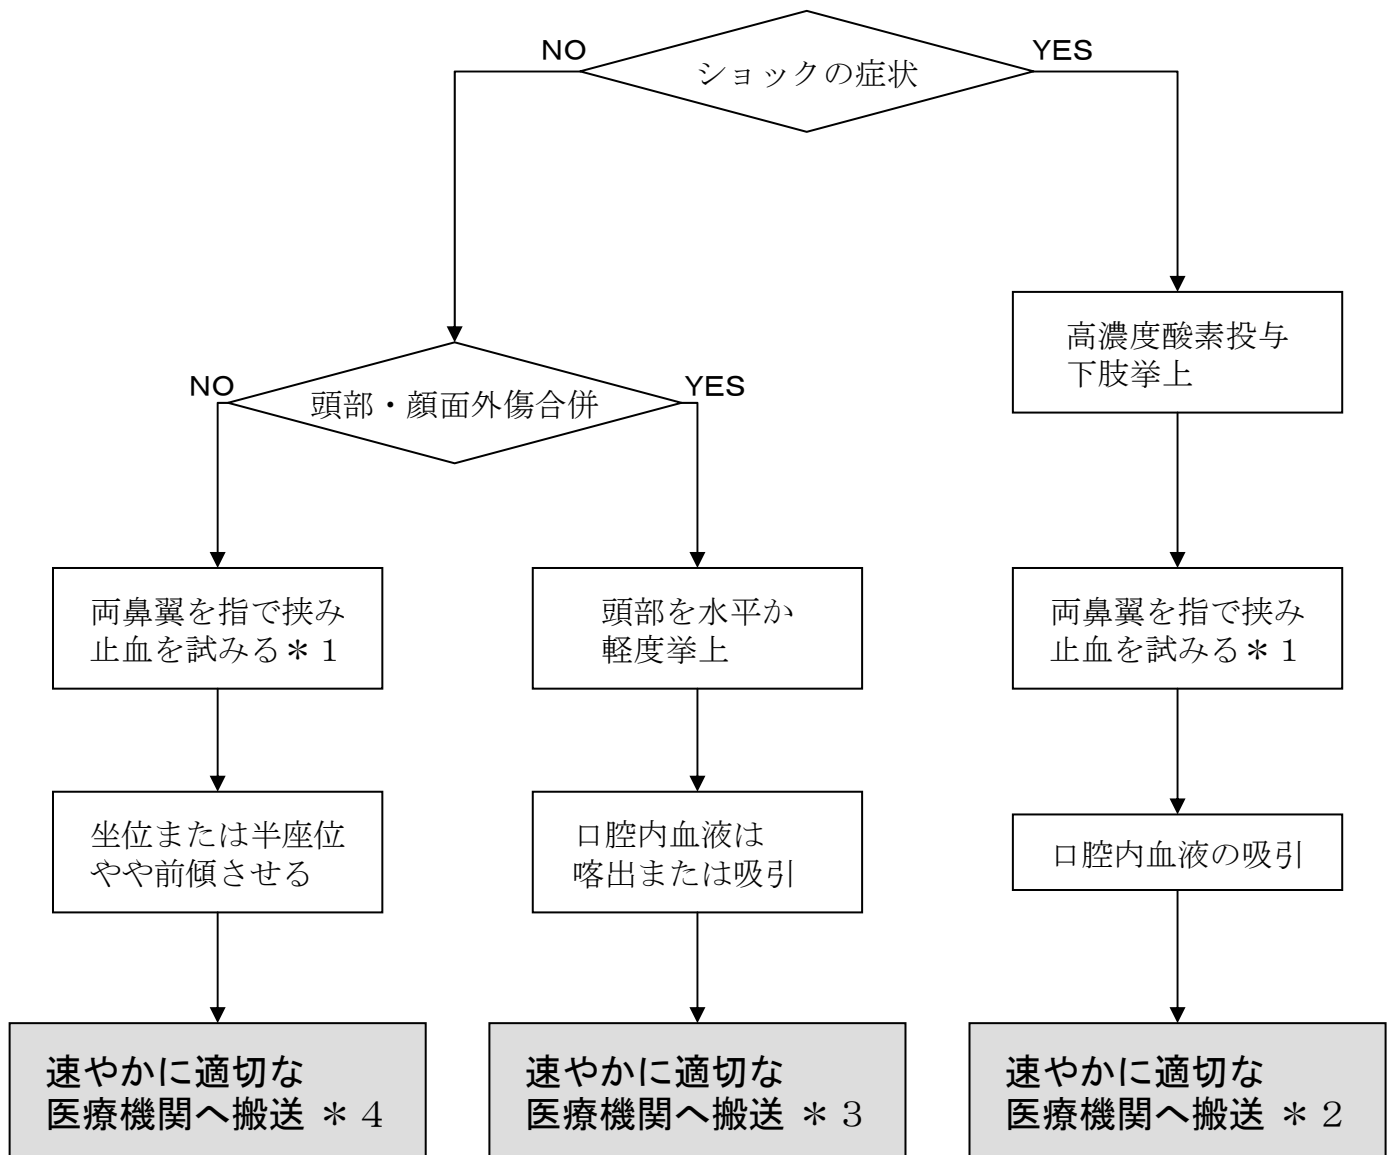 NO
YES
ショックの症状
高濃度酸素投与
下肢挙上
NO
YES
頭部・顔面外傷合併
両鼻翼を指で挟み
止血を試みる＊１
頭部を水平か
軽度挙上
両鼻翼を指で挟み
止血を試みる＊１
坐位または半座位
やや前傾させる
口腔内血液は
喀出または吸引
口腔内血液の吸引
速やかに適切な
医療機関へ搬送 ＊４
速やかに適切な
医療機関へ搬送 ＊３
速やかに適切な
医療機関へ搬送 ＊２